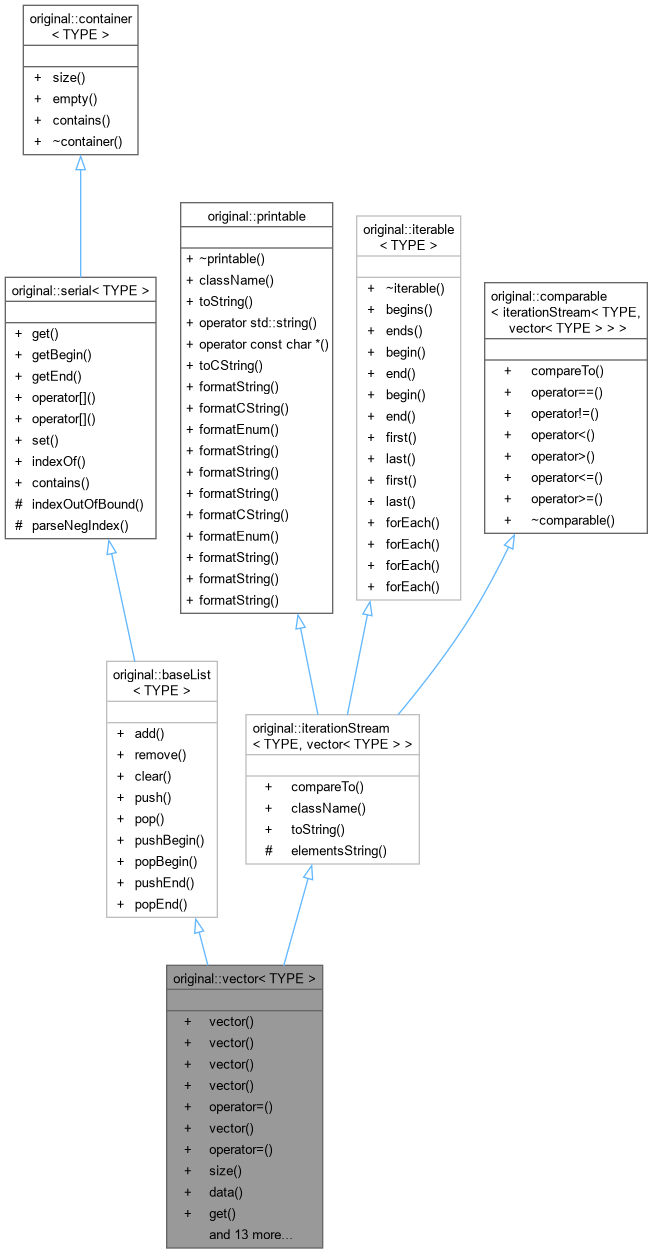 original::container
< TYPE >
+ size()
+ empty()
+ contains()
+ ~container()
original::serial< TYPE >
+ get()
+ getBegin()
+ getEnd()
+ operator[]()
+ operator[]()
+ set()
+ indexOf()
+ contains()
# indexOutOfBound()
# parseNegIndex()
original::printable
+ ~printable()
+ className()
+ toString()
+ operator std::string()
+ operator const char *()
+ toCString()
+ formatString()
+ formatCString()
+ formatEnum()
+ formatString()
+ formatString()
+ formatString()
+ formatCString()
+ formatEnum()
+ formatString()
+ formatString()
+ formatString()
original::iterable
< TYPE >
+ ~iterable()
+ begins()
+ ends()
+ begin()
+ end()
+ begin()
+ end()
+ first()
+ last()
+ first()
+ last()
+ forEach()
+ forEach()
+ forEach()
+ forEach()
original::comparable
< iterationStream< TYPE,
vector< TYPE > > >
+ compareTo()
+ operator==()
+ operator!=()
+ operator<()
+ operator>()
+ operator<=()
+ operator>=()
+ ~comparable()
original::baseList
< TYPE >
+ add()
+ remove()
+ clear()
+ push()
+ pop()
+ pushBegin()
+ popBegin()
+ pushEnd()
+ popEnd()
original::iterationStream
< TYPE, vector< TYPE > >
+ compareTo()
+ className()
+ toString()
# elementsString()
original::vector< TYPE >
+ vector()
+ vector()
+ vector()
+ vector()
+ operator=()
+ vector()
+ operator=()
+ size()
+ data()
+ get()
and 13 more...